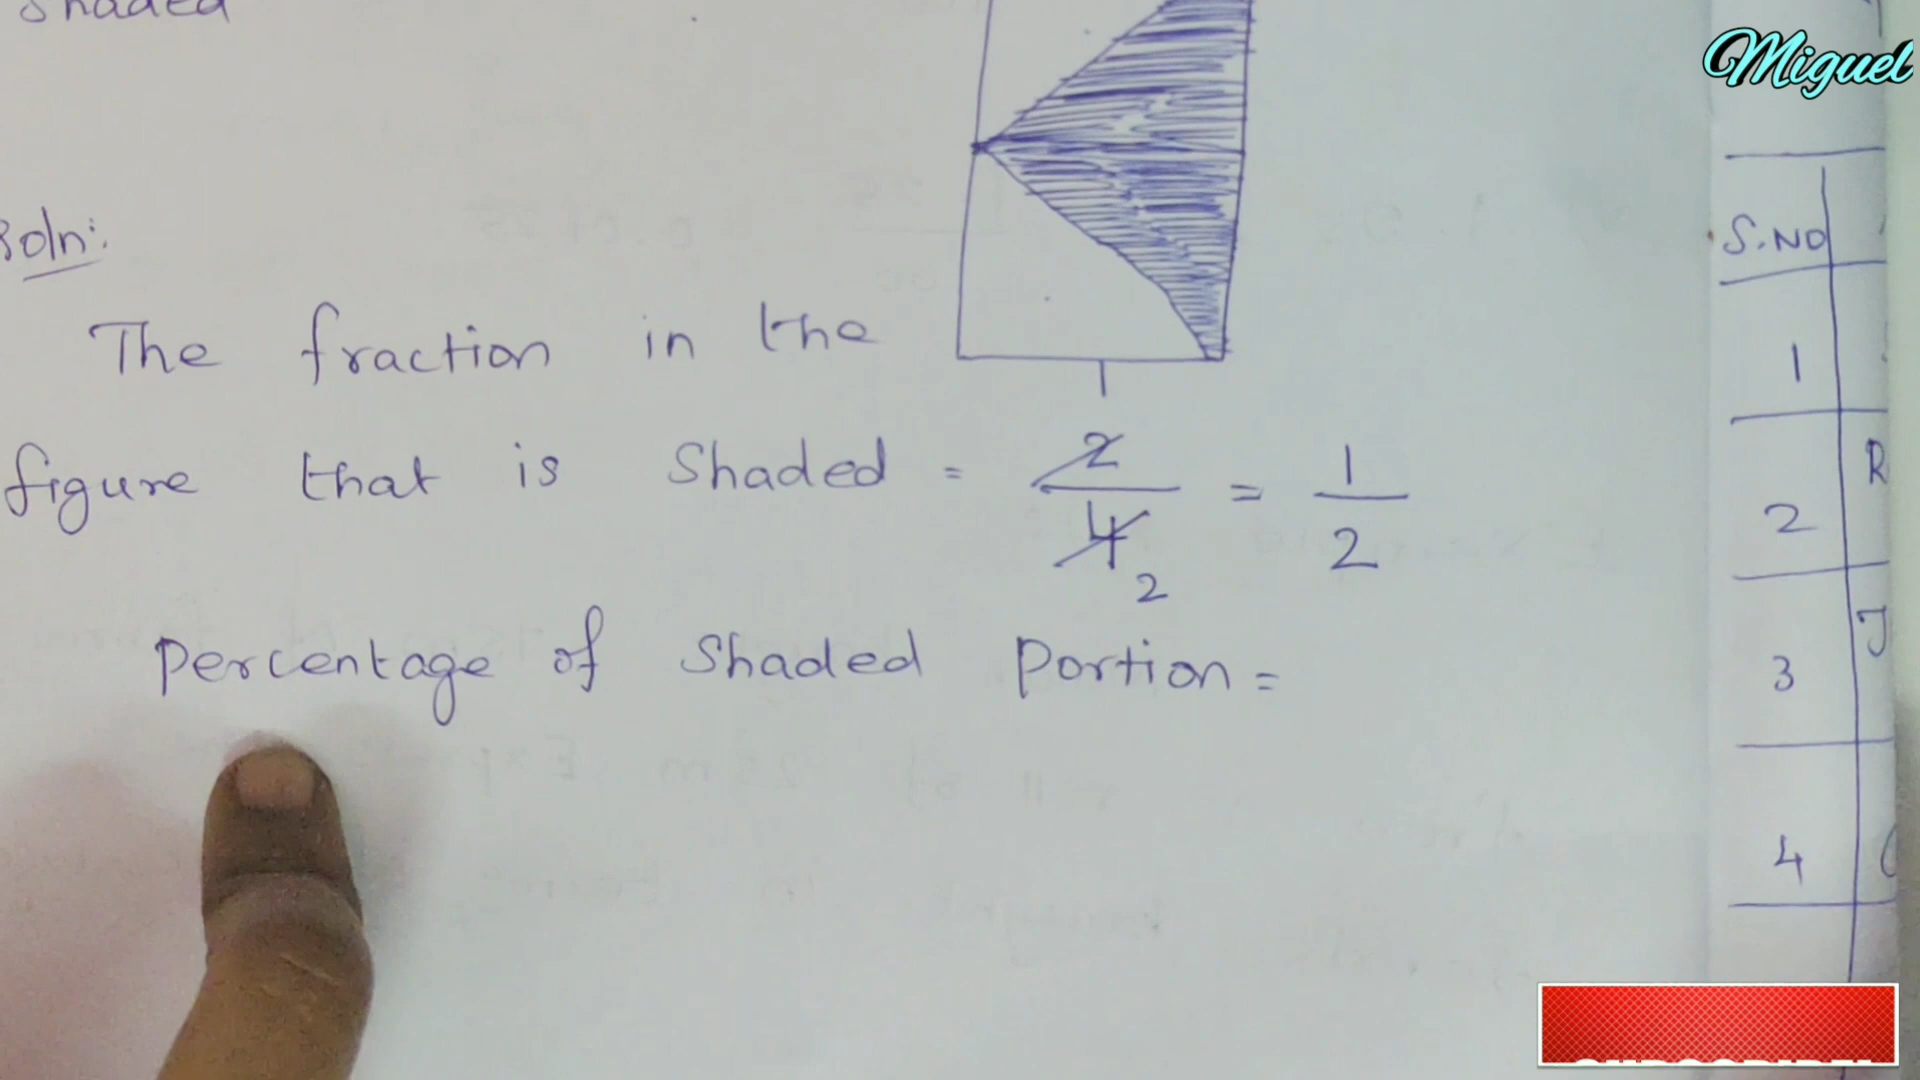 Shaded
Miguel
Soln:
The fraction in the
figure that is Shaded = 2/4 2 = 1/2
Percentage of Shaded Portion =
S.NO
1
2 R
3 J
4